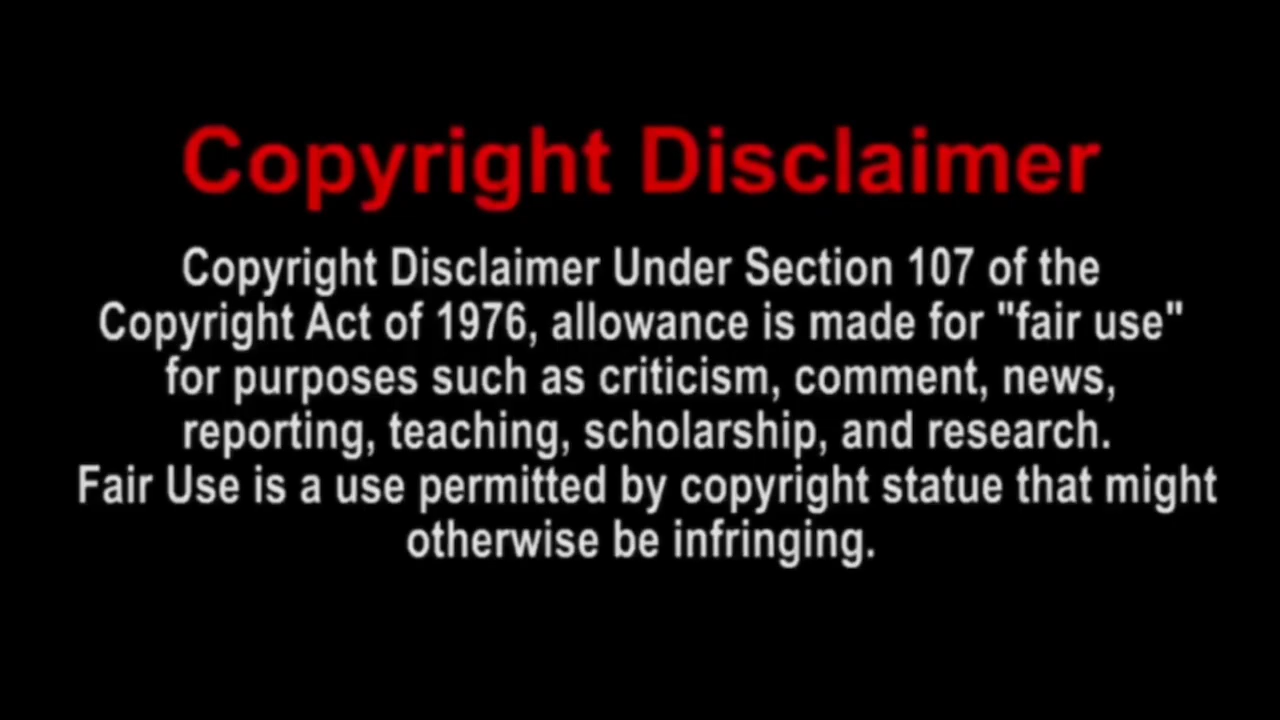 Copyright Disclaimer
Copyright Disclaimer Under Section 107 of the
Copyright Act of 1976, allowance is made for "fair use"
for purposes such as criticism, comment, news,
reporting, teaching, scholarship, and research.
Fair Use is a use permitted by copyright statue that might
otherwise be infringing.